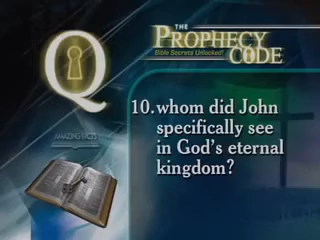 THE
PROPHECY
Bible Secrets Unlocked!
CODE
Q
AMAZING FACTS
10. whom did John
specifically see
in God's eternal
kingdom?